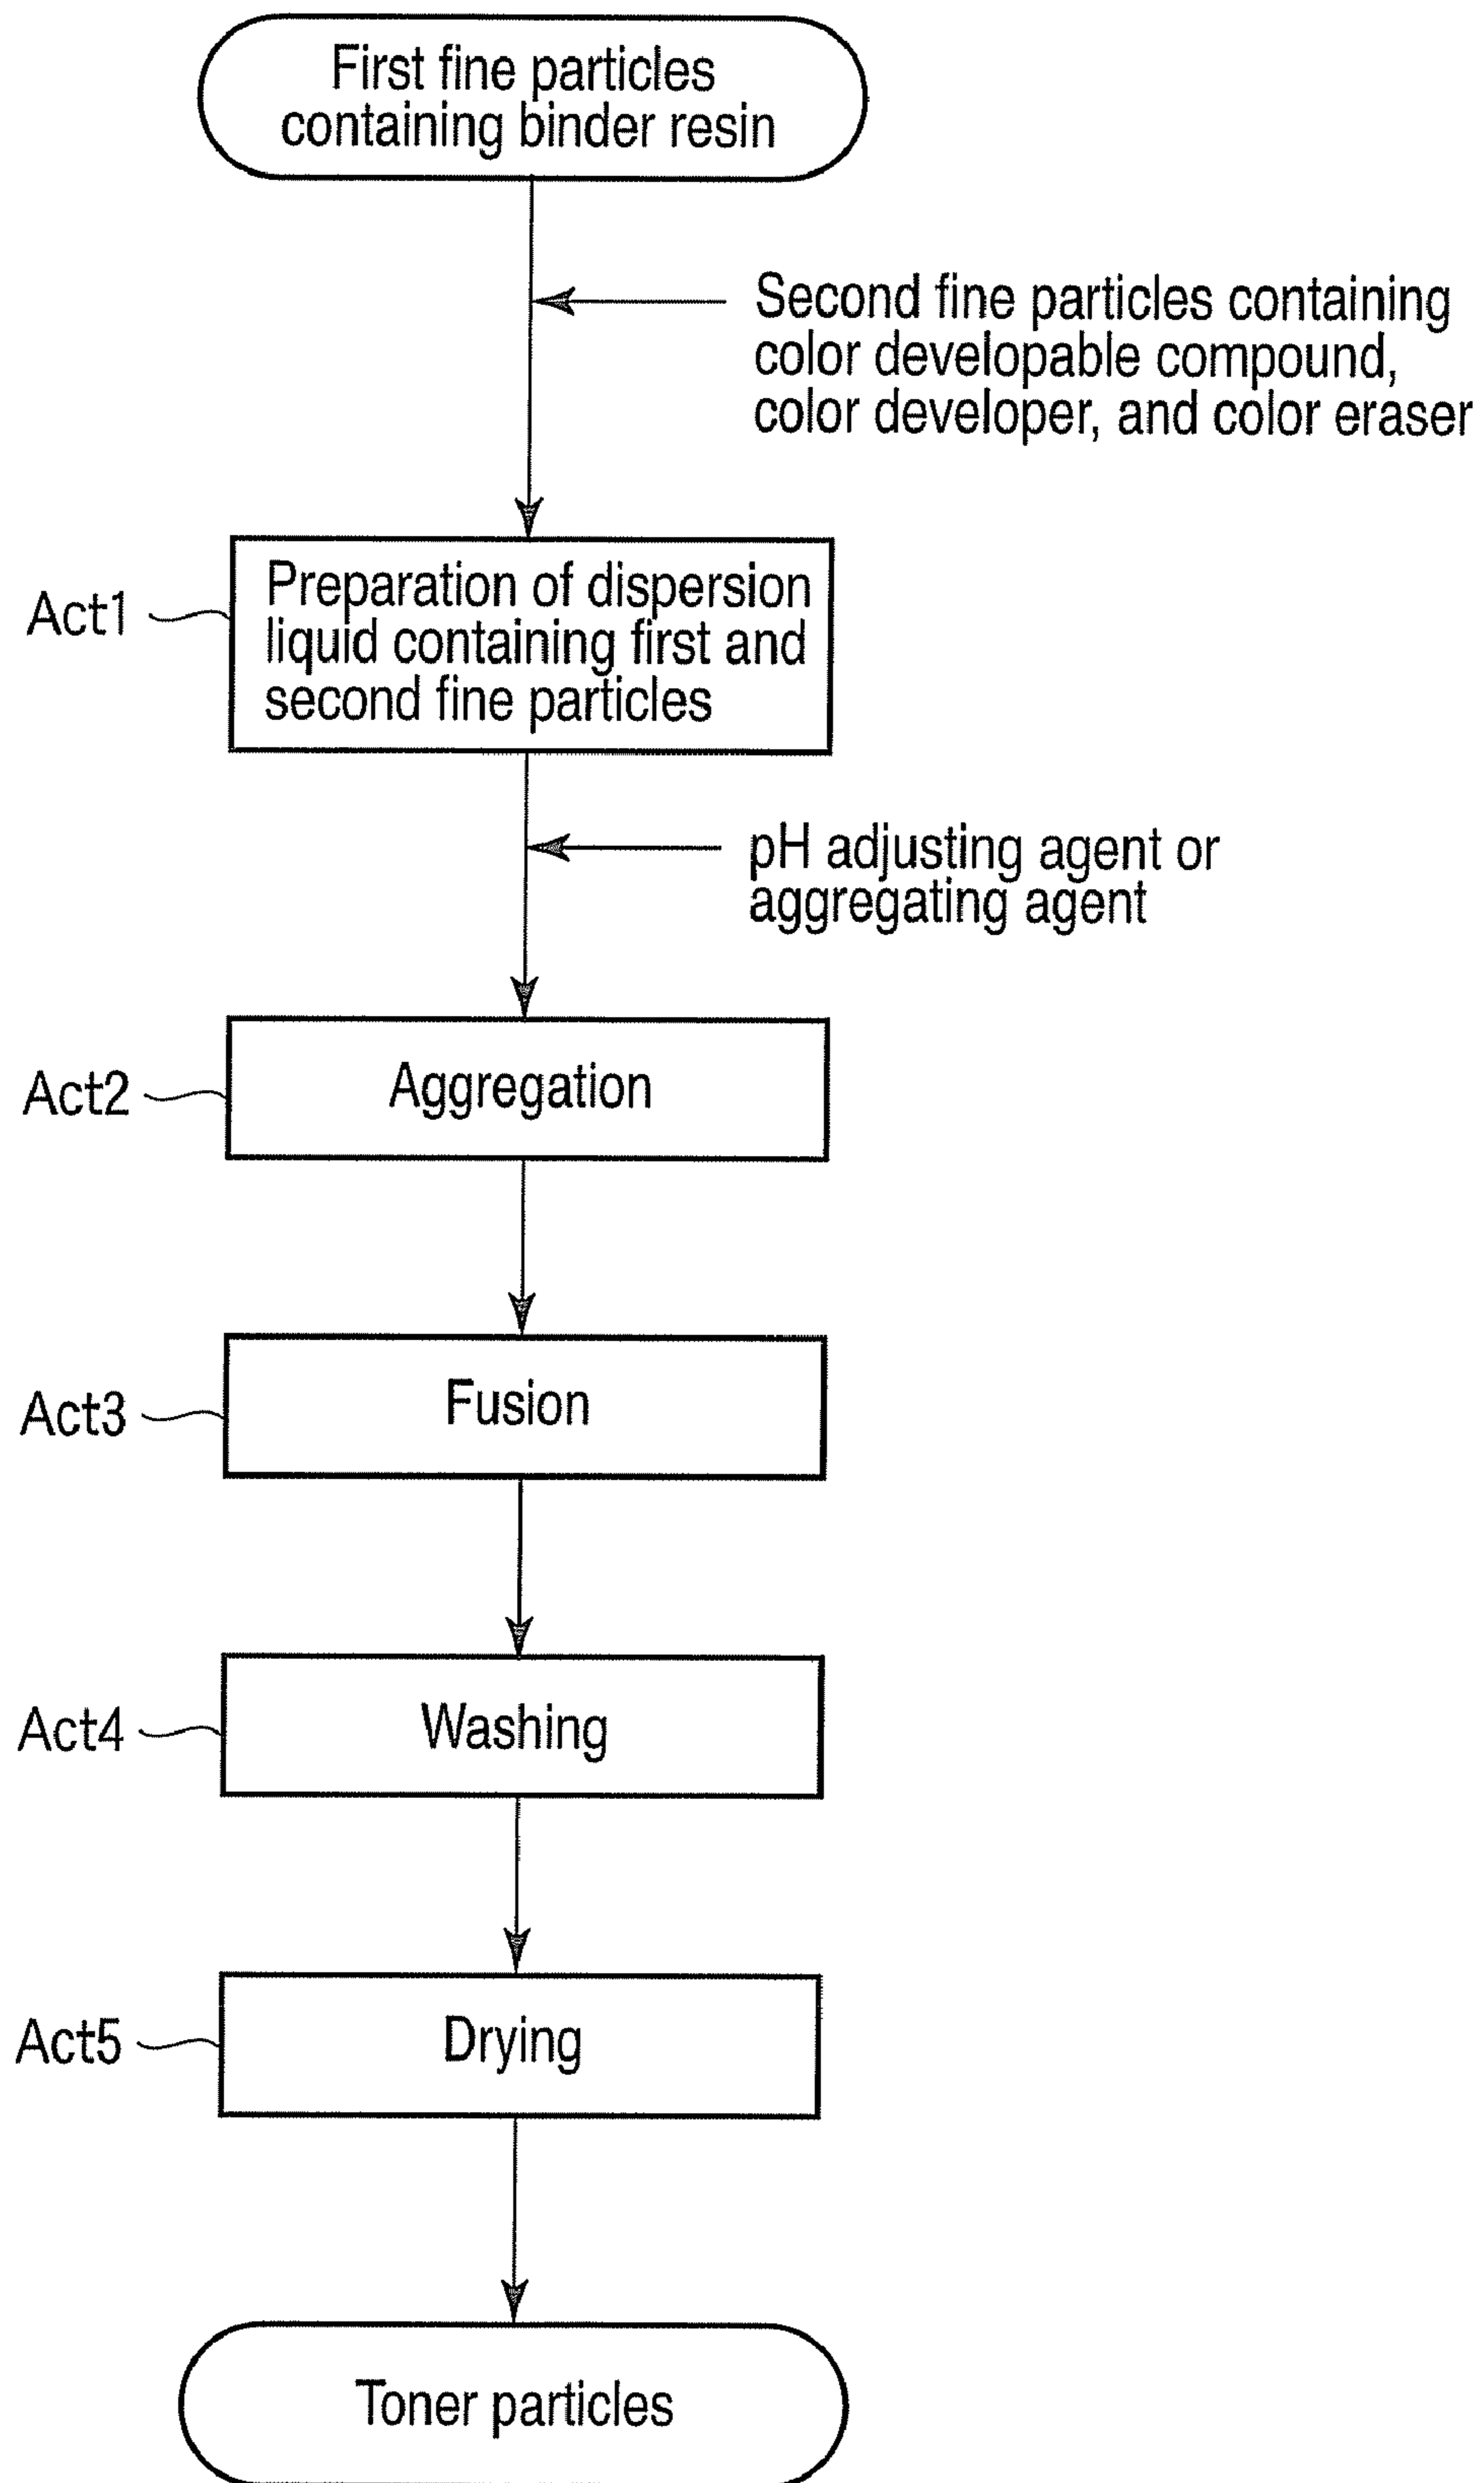 First fine particles
containing binder resin
Second fine particles containing
color developable compound,
color developer, and color eraser
Act1
Preparation of dispersion
liquid containing first and
second fine particles
pH adjusting agent or
aggregating agent
Act2
Aggregation
Act3
Fusion
Act4
Washing
Act5
Drying
Toner particles